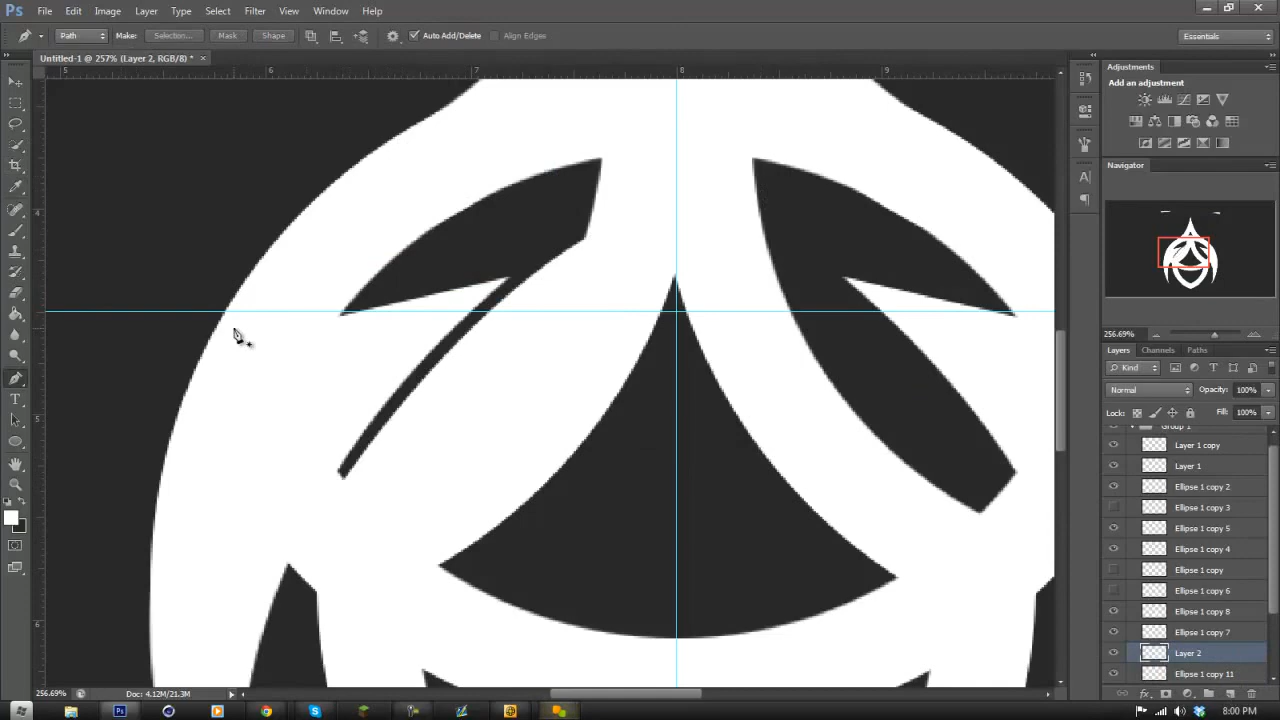 Ps File Edit Image Layer Type Select Filter View Window Help
Path Make: Selection... Mask Shape Auto Add/Delete Align Edges Essentials
Untitled-1 @ 257% (Layer 2, RGB/8) * ×
5 6 7 8 9
4
5
6
Adjustments
Add an adjustment
Navigator
256.69%
Layers Channels Paths
Kind
Normal Opacity: 100%
Lock: Fill: 100%
Group 1
Layer 1 copy
Layer 1
Ellipse 1 copy 2
Ellipse 1 copy 3
Ellipse 1 copy 5
Ellipse 1 copy 4
Ellipse 1 copy
Ellipse 1 copy 6
Ellipse 1 copy 8
Ellipse 1 copy 7
Layer 2
Ellipse 1 copy 11
256.69% Doc: 4.12M/21.3M
8:00 PM